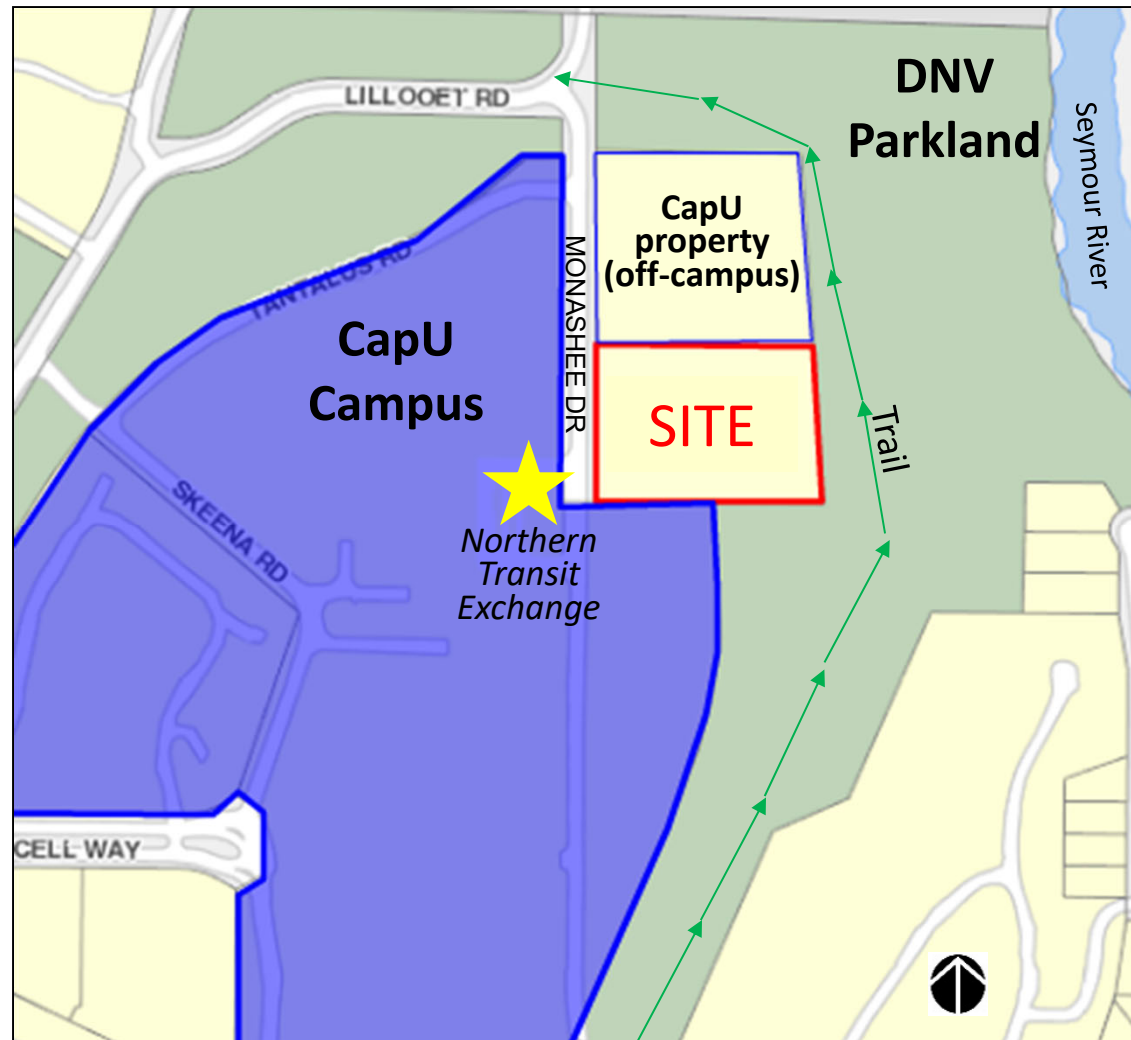 DNV
Parkland
LILLOOET RD
Seymour River
CapU
property
(off-campus)
MONASHEE DR
TANTALUS RD
CapU
Campus
SITE
Trail
SKEENA RD
Northern
Transit
Exchange
CELL WAY